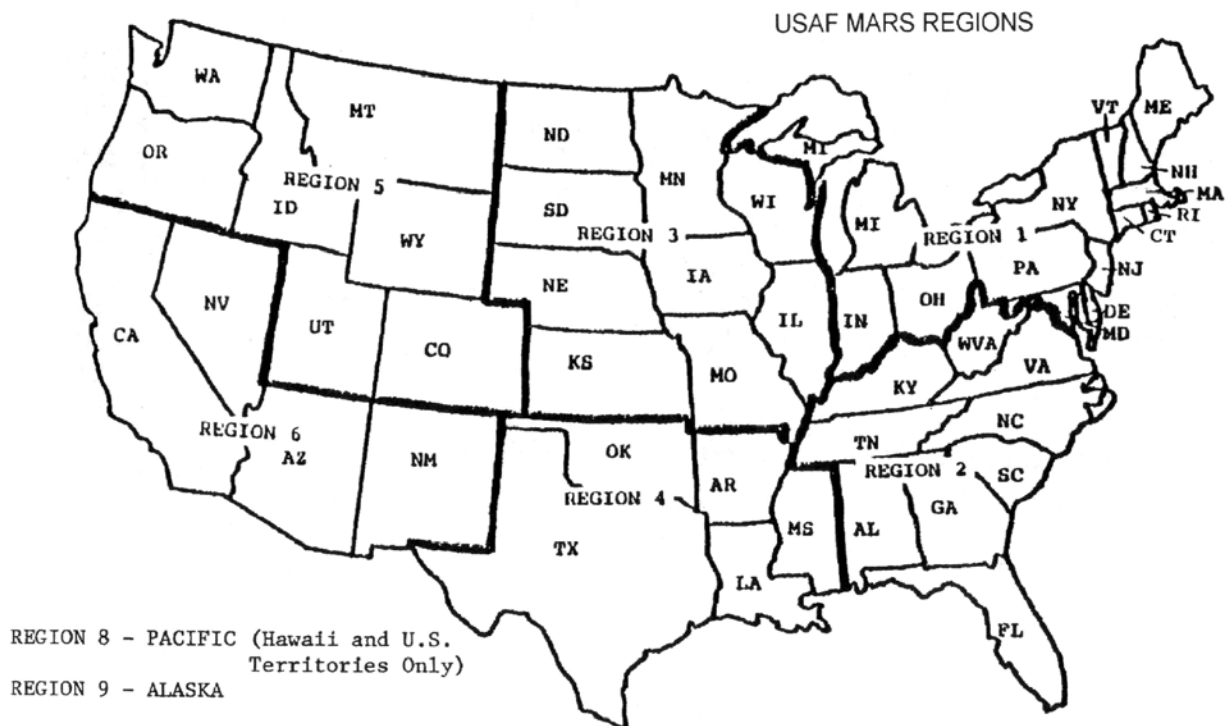 USAF MARS REGIONS
WA
MT
ND
VT
ME
OR
MN
MI
NH
MA
REGION 5
SD
WI
NY
RI
ID
REGION 3
MI
REGION 1
CT
WY
IA
PA
NJ
NV
NE
OH
UT
IL
IN
DE
CA
CO
MD
WVA
KS
VA
MO
KY
NC
REGION 6
TN
AZ
NM
OK
REGION 2
SC
REGION 4
AR
GA
TX
MS
AL
LA
FL
REGION 8 - PACIFIC (Hawaii and U.S.
Territories Only)
REGION 9 - ALASKA